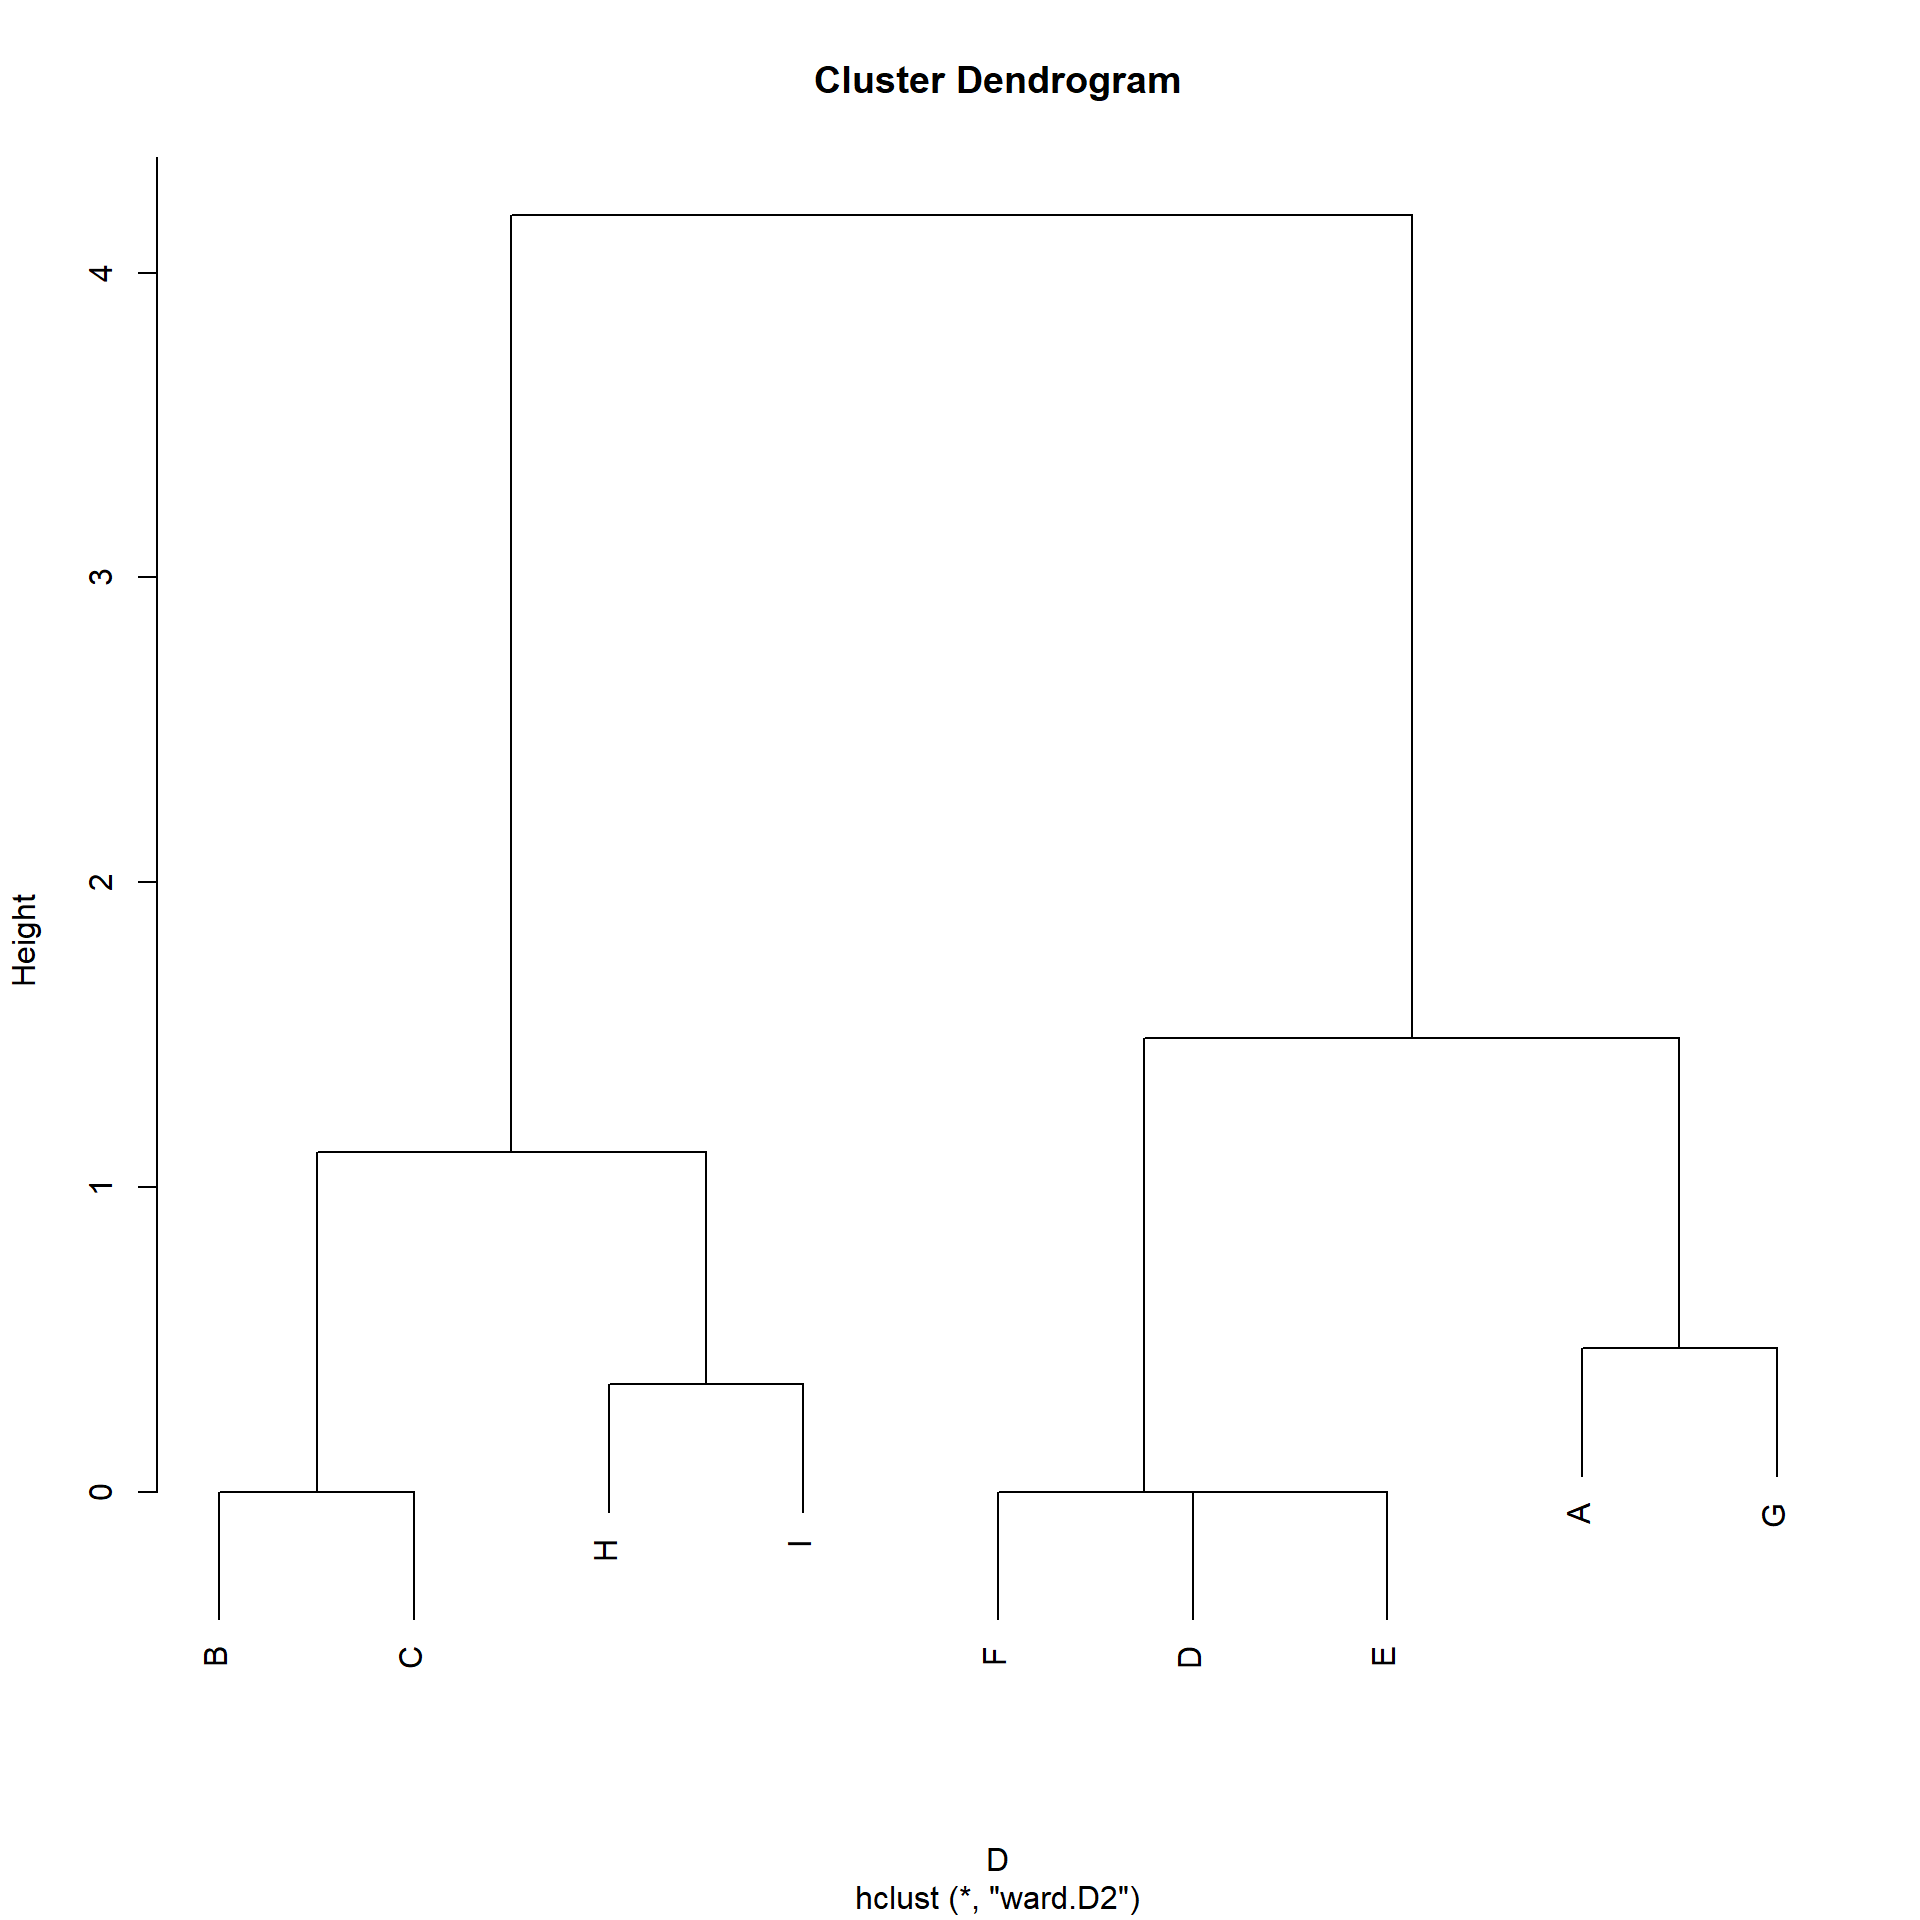 Cluster Dendrogram
Height
4
3
2
1
0
B
C
H
I
F
D
E
A
G
D
hclust (*, "ward.D2")